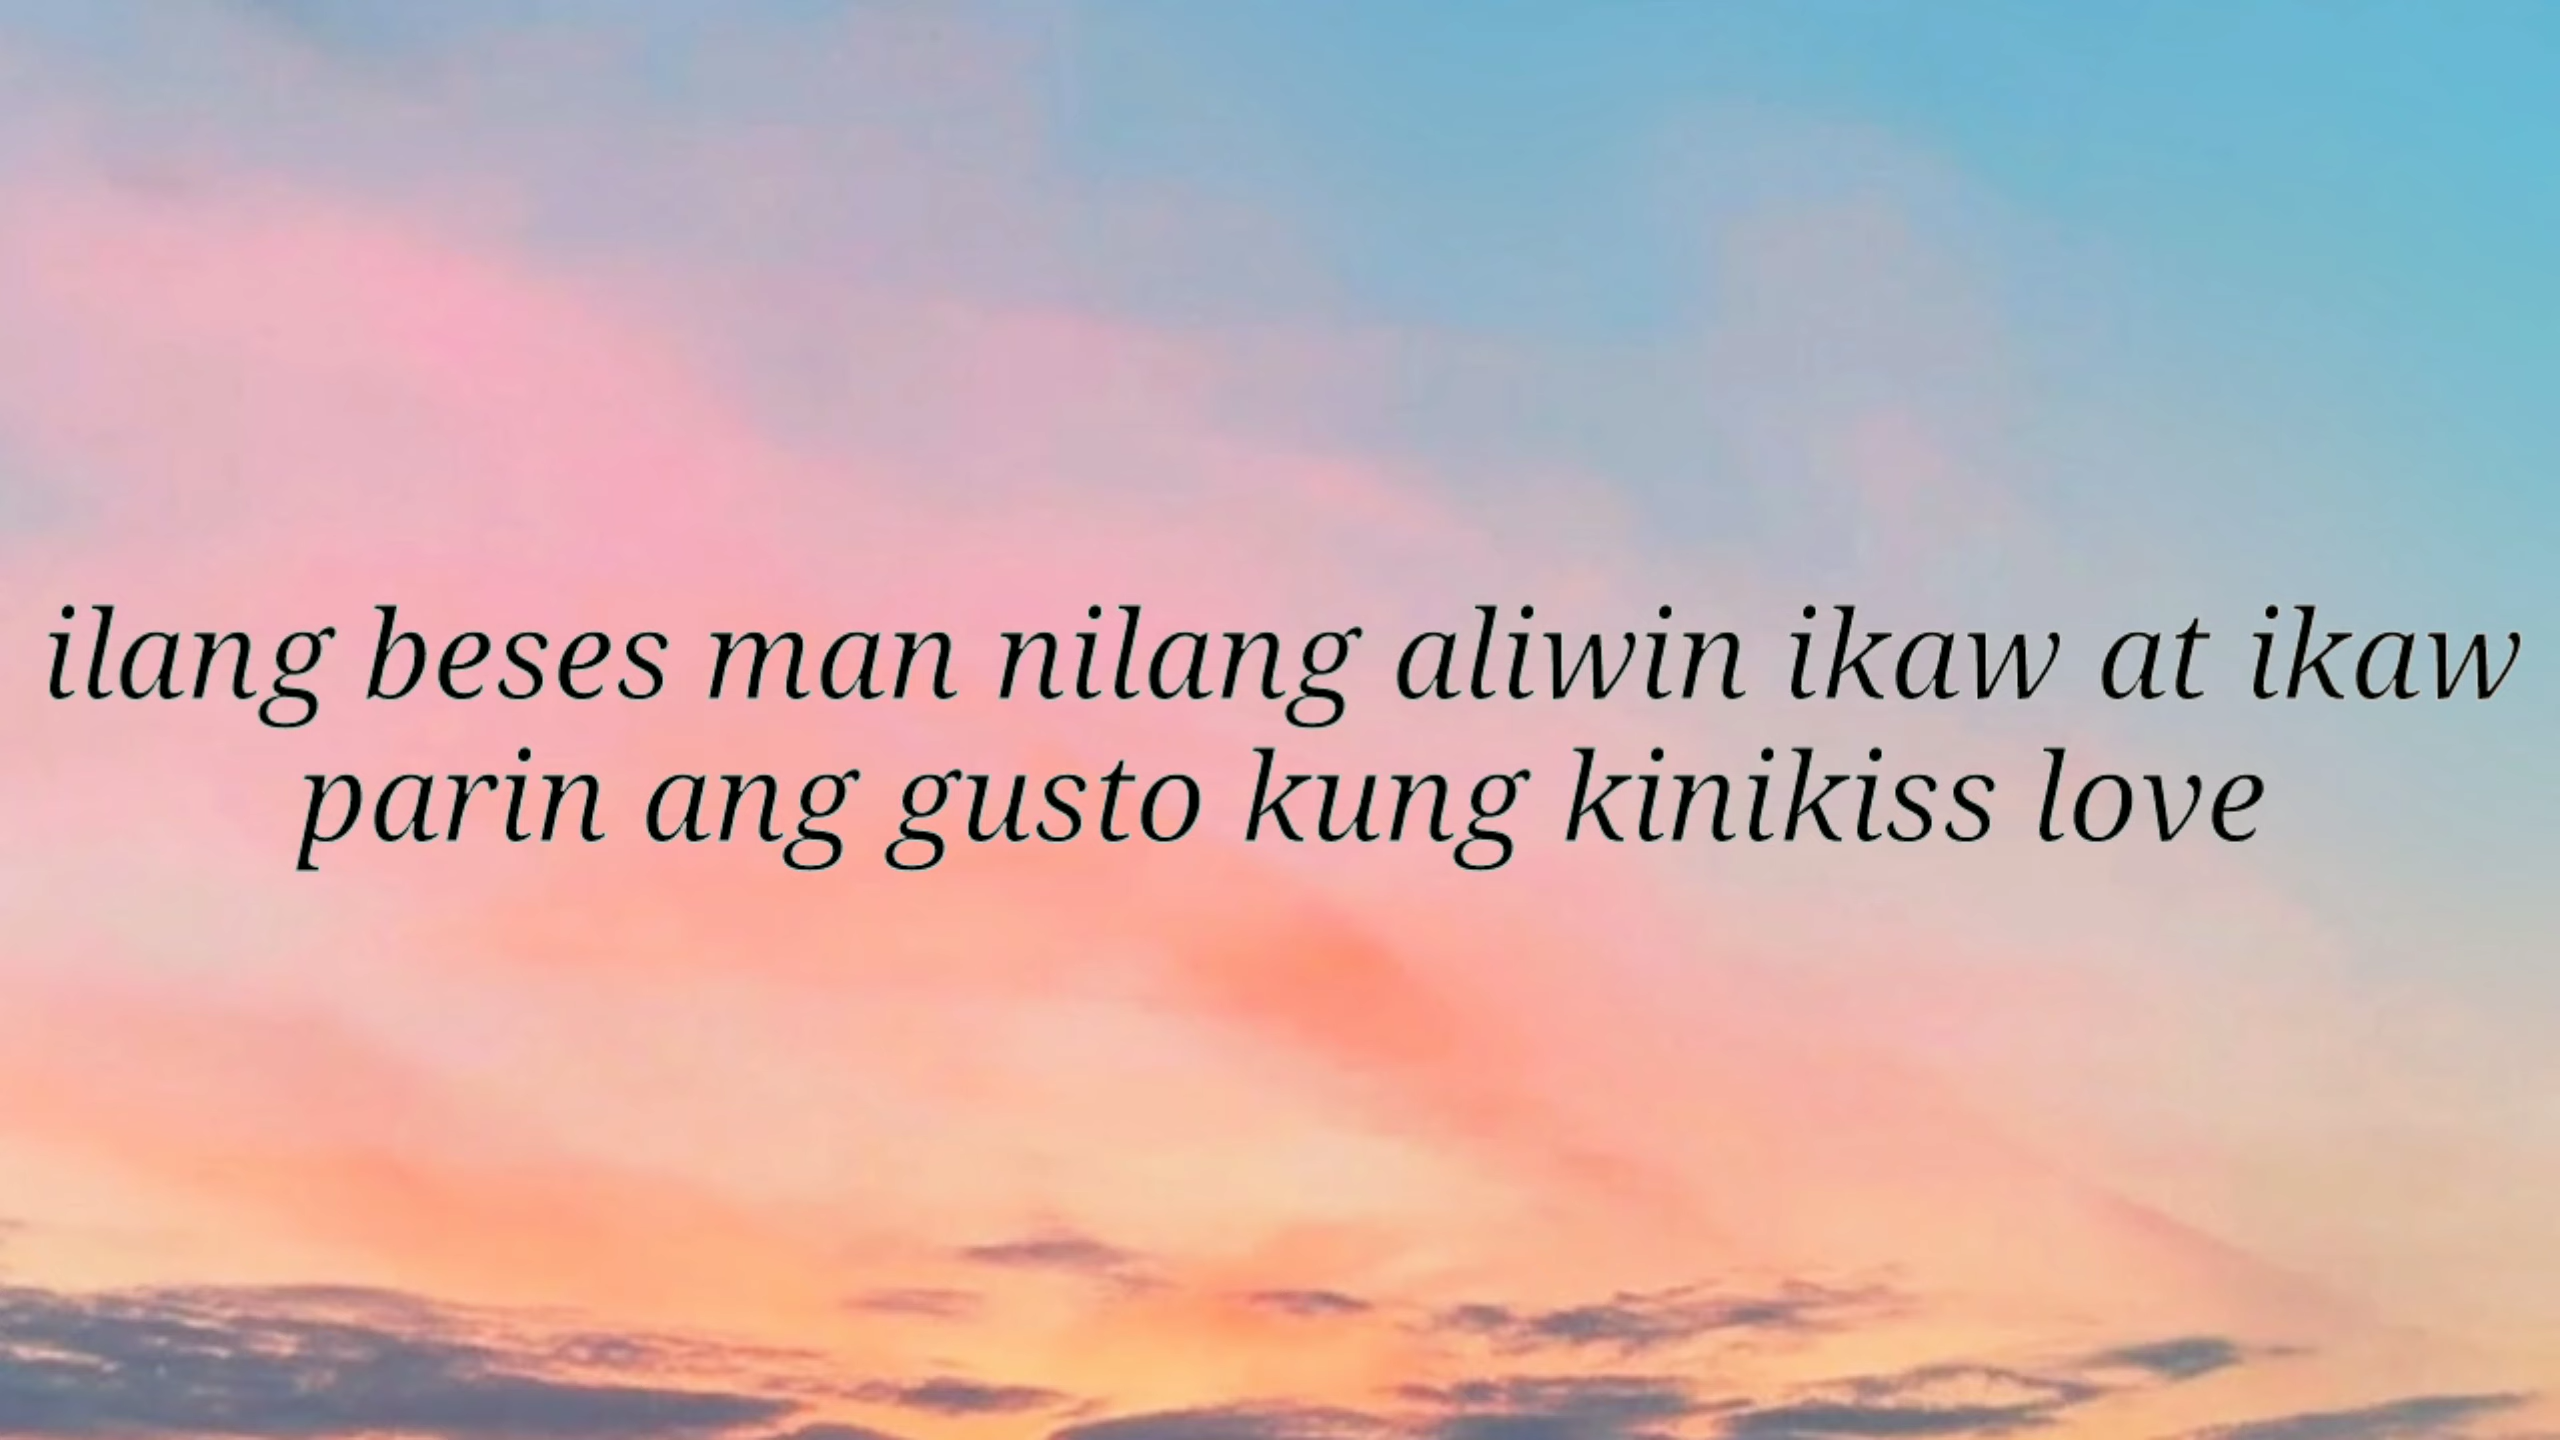 ilang beses man nilang aliwin ikaw at ikaw
parin ang gusto kung kinikiss love